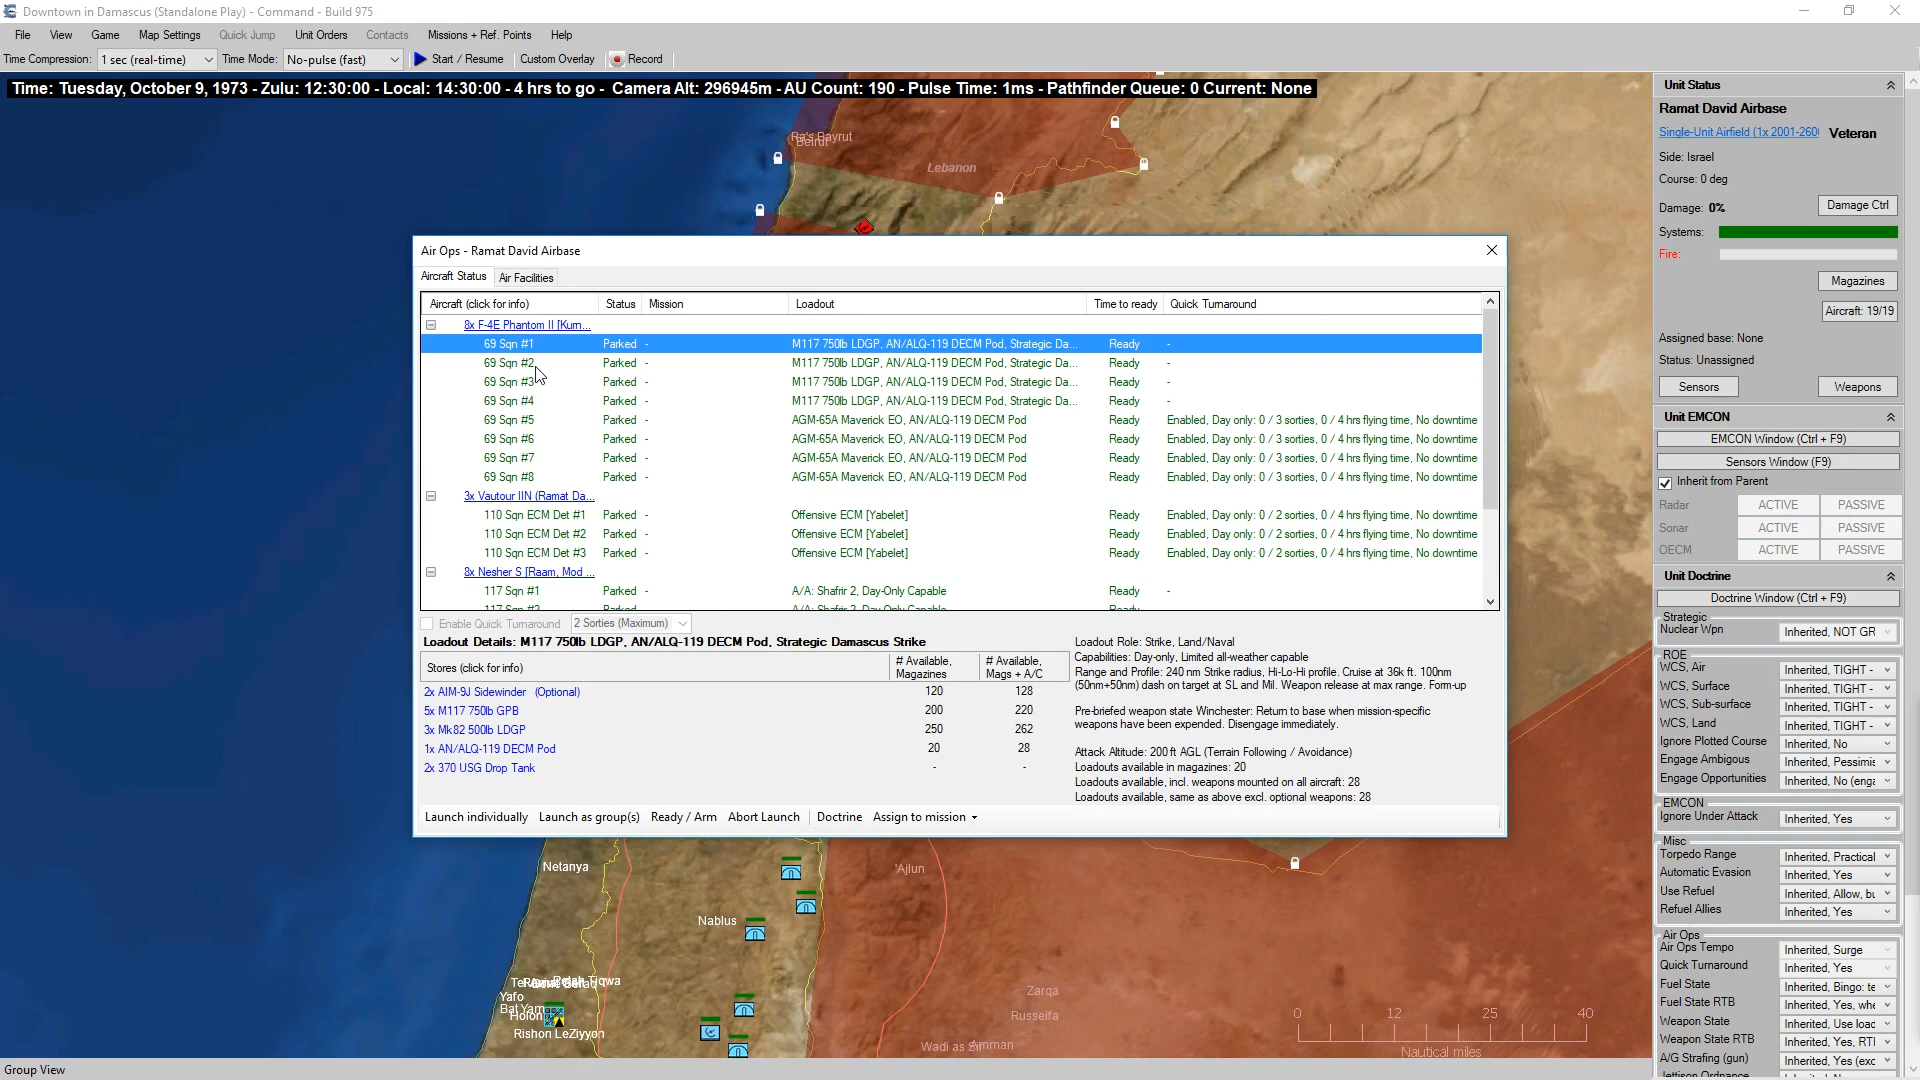 Downtown in Damascus (Standalone Play) - Command - Build 975
File View Game Map Settings Quick Jump Unit Orders Contacts Missions + Ref. Points Help
Time Compression: 1 sec (real-time) Time Mode: No-pulse (fast) Start / Resume Custom Overlay Record
Time: Tuesday, October 9, 1973 - Zulu: 12:30:00 - Local: 14:30:00 - 4 hrs to go - Camera Alt: 296945m - AU Count: 190 - Pulse Time: 1ms - Pathfinder Queue: 0 Current: None
Ra's Bayrut
Beirut
Lebanon
Air Ops - Ramat David Airbase
Aircraft Status Air Facilities
Aircraft (click for info) Status Mission Loadout Time to ready Quick Turnaround
8x F-4E Phantom II [Kurn...
69 Sqn #1 Parked - M117 750lb LDGP, AN/ALQ-119 DECM Pod, Strategic Da... Ready -
69 Sqn #2 Parked - M117 750lb LDGP, AN/ALQ-119 DECM Pod, Strategic Da... Ready -
69 Sqn #3 Parked - M117 750lb LDGP, AN/ALQ-119 DECM Pod, Strategic Da... Ready -
69 Sqn #4 Parked - M117 750lb LDGP, AN/ALQ-119 DECM Pod, Strategic Da... Ready -
69 Sqn #5 Parked - AGM-65A Maverick EO, AN/ALQ-119 DECM Pod Ready Enabled, Day only: 0 / 3 sorties, 0 / 4 hrs flying time, No downtime
69 Sqn #6 Parked - AGM-65A Maverick EO, AN/ALQ-119 DECM Pod Ready Enabled, Day only: 0 / 3 sorties, 0 / 4 hrs flying time, No downtime
69 Sqn #7 Parked - AGM-65A Maverick EO, AN/ALQ-119 DECM Pod Ready Enabled, Day only: 0 / 3 sorties, 0 / 4 hrs flying time, No downtime
69 Sqn #8 Parked - AGM-65A Maverick EO, AN/ALQ-119 DECM Pod Ready Enabled, Day only: 0 / 3 sorties, 0 / 4 hrs flying time, No downtime
3x Vautour IIN (Ramat Da...
110 Sqn ECM Det #1 Parked - Offensive ECM [Yabelet] Ready Enabled, Day only: 0 / 2 sorties, 0 / 4 hrs flying time, No downtime
110 Sqn ECM Det #2 Parked - Offensive ECM [Yabelet] Ready Enabled, Day only: 0 / 2 sorties, 0 / 4 hrs flying time, No downtime
110 Sqn ECM Det #3 Parked - Offensive ECM [Yabelet] Ready Enabled, Day only: 0 / 2 sorties, 0 / 4 hrs flying time, No downtime
8x Nesher S [Raam, Mod ...
117 Sqn #1 Parked - A/A: Shafrir 2, Day-Only Capable Ready -
117 Sqn #2 Parked A/A: Shafrir 2, Day-Only Capable Ready
Enable Quick Turnaround 2 Sorties (Maximum)
Loadout Details: M117 750lb LDGP, AN/ALQ-119 DECM Pod, Strategic Damascus Strike
Stores (click for info) # Available, Magazines # Available, Mags + A/C
2x AIM-9J Sidewinder (Optional) 120 128
5x M117 750lb GPB 200 220
3x Mk82 500lb LDGP 250 262
1x AN/ALQ-119 DECM Pod 20 28
2x 370 USG Drop Tank - -
Loadout Role: Strike, Land/Naval
Capabilities: Day-only, Limited all-weather capable
Range and Profile: 240 nm Strike radius, Hi-Lo-Hi profile. Cruise at 36k ft. 100nm
(50nm+50nm) dash on target at SL and Mil. Weapon release at max range. Form-up
Pre-briefed weapon state Winchester: Return to base when mission-specific
weapons have been expended. Disengage immediately.
Attack Altitude: 200 ft AGL (Terrain Following / Avoidance)
Loadouts available in magazines: 20
Loadouts available, incl. weapons mounted on all aircraft: 28
Loadouts available, same as above excl. optional weapons: 28
Launch individually Launch as group(s) Ready / Arm Abort Launch Doctrine Assign to mission
Netanya
'Ajlun
Nablus
Yafo
Bat Yam
Holon
Rishon LeZiyyon
Zarqa
Russeifa
Wadi as Sir
Amman
0 12 25 40
Nautical miles
Group View
Unit Status
Ramat David Airbase
Single-Unit Airfield (1x 2001-260 Veteran
Side: Israel
Course: 0 deg
Damage: 0% Damage Ctrl
Systems:
Fire:
Magazines
Aircraft: 19/19
Assigned base: None
Status: Unassigned
Sensors Weapons
Unit EMCON
EMCON Window (Ctrl + F9)
Sensors Window (F9)
Inherit from Parent
Radar ACTIVE PASSIVE
Sonar ACTIVE PASSIVE
OECM ACTIVE PASSIVE
Unit Doctrine
Doctrine Window (Ctrl + F9)
Strategic
Nuclear Wpn Inherited, NOT GR
ROE
WCS, Air Inherited, TIGHT -
WCS, Surface Inherited, TIGHT -
WCS, Sub-surface Inherited, TIGHT -
WCS, Land Inherited, TIGHT -
Ignore Plotted Course Inherited, No
Engage Ambiguous Inherited, Pessimis
Engage Opportunities Inherited, No (enga
EMCON
Ignore Under Attack Inherited, Yes
Misc
Torpedo Range Inherited, Practical
Automatic Evasion Inherited, Yes
Use Refuel Inherited, Allow, bu
Refuel Allies Inherited, Yes
Air Ops
Air Ops Tempo Inherited, Surge
Quick Turnaround Inherited, Yes
Fuel State Inherited, Bingo: te
Fuel State RTB Inherited, Yes, whe
Weapon State Inherited, Use load
Weapon State RTB Inherited, Yes, RTI
A/G Strafing (gun) Inherited, Yes (exc
Jettison Ordnance